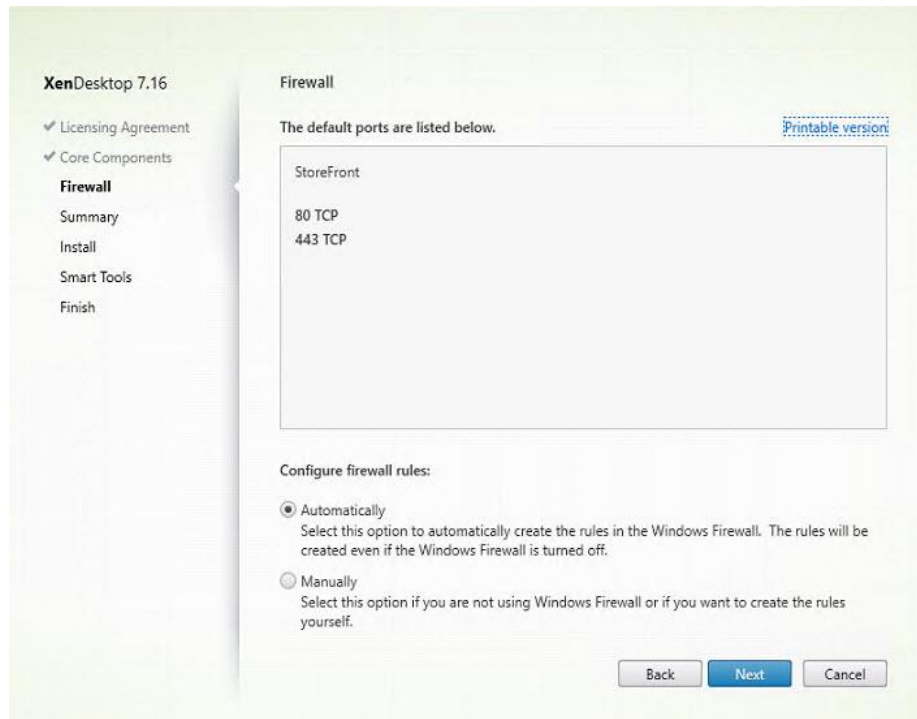 XenDesktop 7.16
Licensing Agreement
Core Components
Firewall
Summary
Install
Smart Tools
Finish
Firewall
The default ports are listed below.
Printable version
StoreFront
80 TCP
443 TCP
Configure firewall rules:
Automatically
Select this option to automatically create the rules in the Windows Firewall. The rules will be
created even if the Windows Firewall is turned off.
Manually
Select this option if you are not using Windows Firewall or if you want to create the rules
yourself.
Back
Next
Cancel